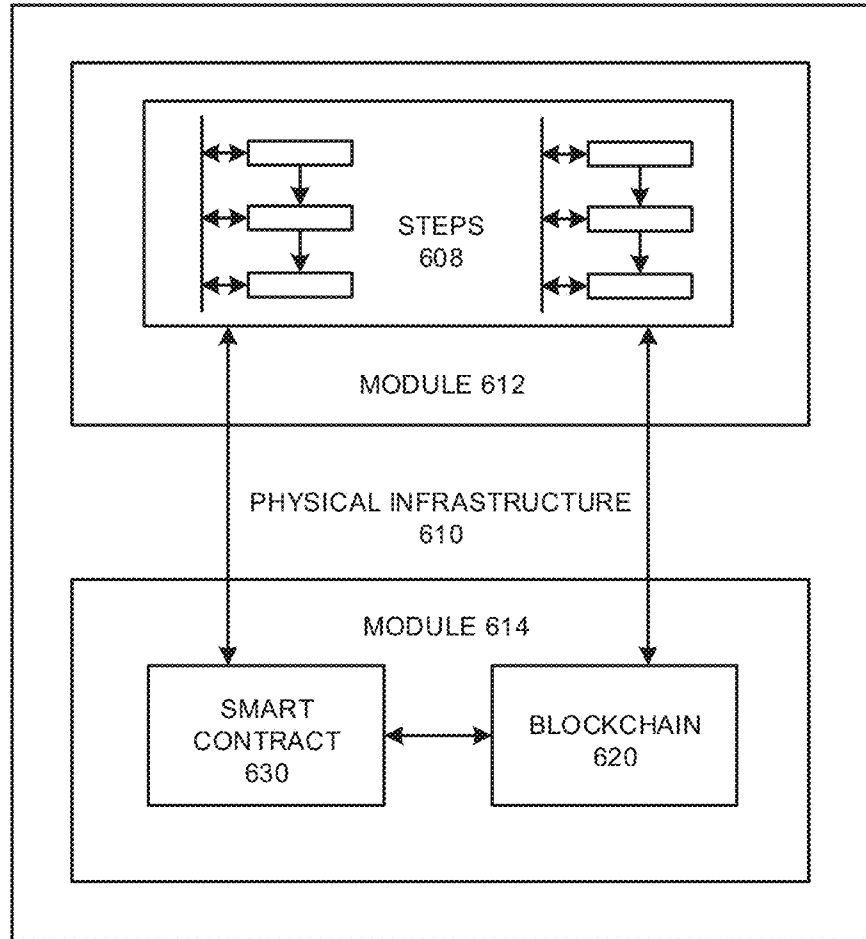 STEPS
608
MODULE 612
PHYSICAL INFRASTRUCTURE
610
MODULE 614
SMART
CONTRACT
630
BLOCKCHAIN
620